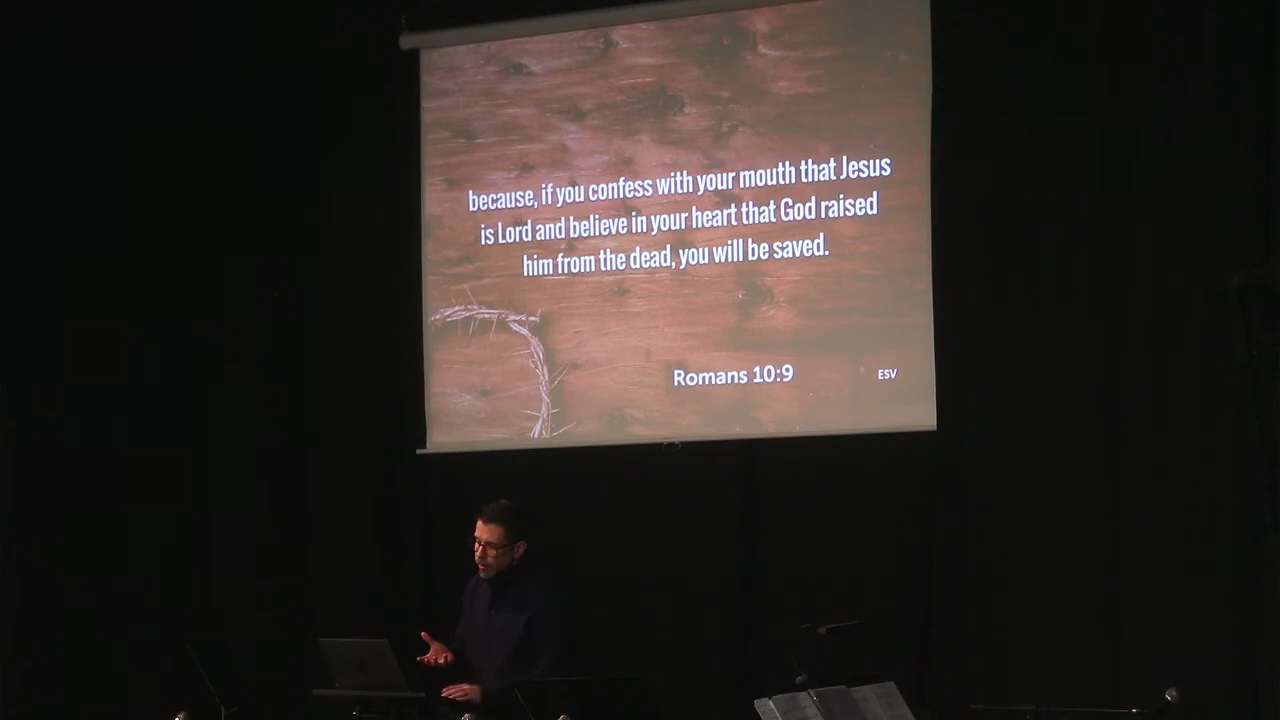 because, if you confess with your mouth that Jesus
is Lord and believe in your heart that God raised
him from the dead, you will be saved.
Romans 10:9
ESV